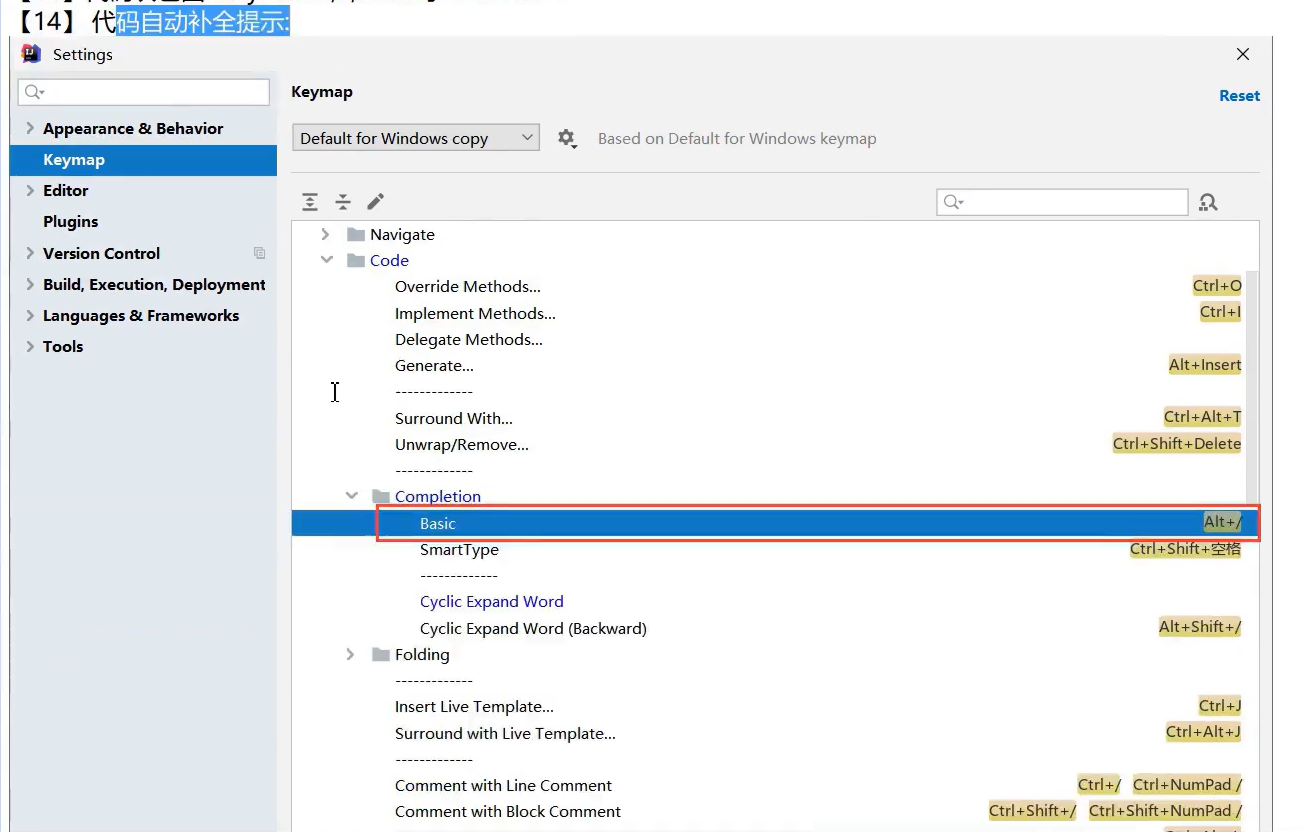 【14】代码自动补全提示:
Settings
Keymap
Reset
Appearance & Behavior
Default for Windows copy
Based on Default for Windows keymap
Keymap
Editor
Plugins
Version Control
Build, Execution, Deployment
Languages & Frameworks
Tools
Navigate
Code
Override Methods... Ctrl+O
Implement Methods... Ctrl+I
Delegate Methods...
Generate... Alt+Insert
-------------
Surround With... Ctrl+Alt+T
Unwrap/Remove... Ctrl+Shift+Delete
-------------
Completion
Basic Alt+/
SmartType Ctrl+Shift+空格
-------------
Cyclic Expand Word
Cyclic Expand Word (Backward) Alt+Shift+/
Folding
-------------
Insert Live Template... Ctrl+J
Surround with Live Template... Ctrl+Alt+J
-------------
Comment with Line Comment Ctrl+/ Ctrl+NumPad /
Comment with Block Comment Ctrl+Shift+/ Ctrl+Shift+NumPad /